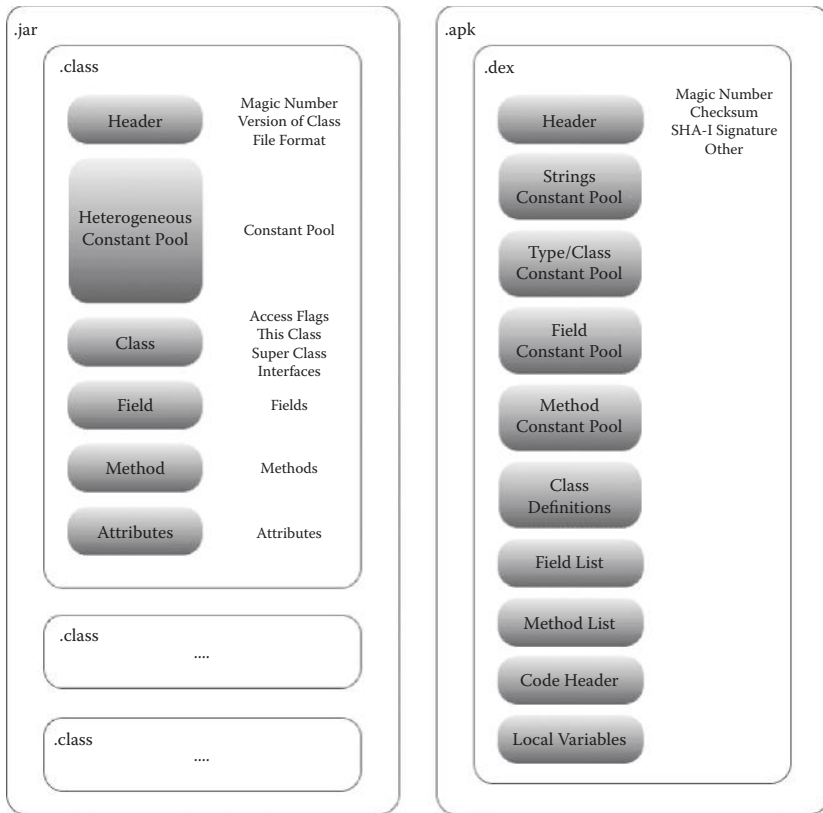 .jar
.class
Header
Magic Number
Version of Class
File Format
Heterogeneous
Constant Pool
Constant Pool
Class
Access Flags
This Class
Super Class
Interfaces
Field
Fields
Method
Methods
Attributes
Attributes
.class
....
.class
....
.apk
.dex
Header
Magic Number
Checksum
SHA-I Signature
Other
Strings
Constant Pool
Type/Class
Constant Pool
Field
Constant Pool
Method
Constant Pool
Class
Definitions
Field List
Method List
Code Header
Local Variables